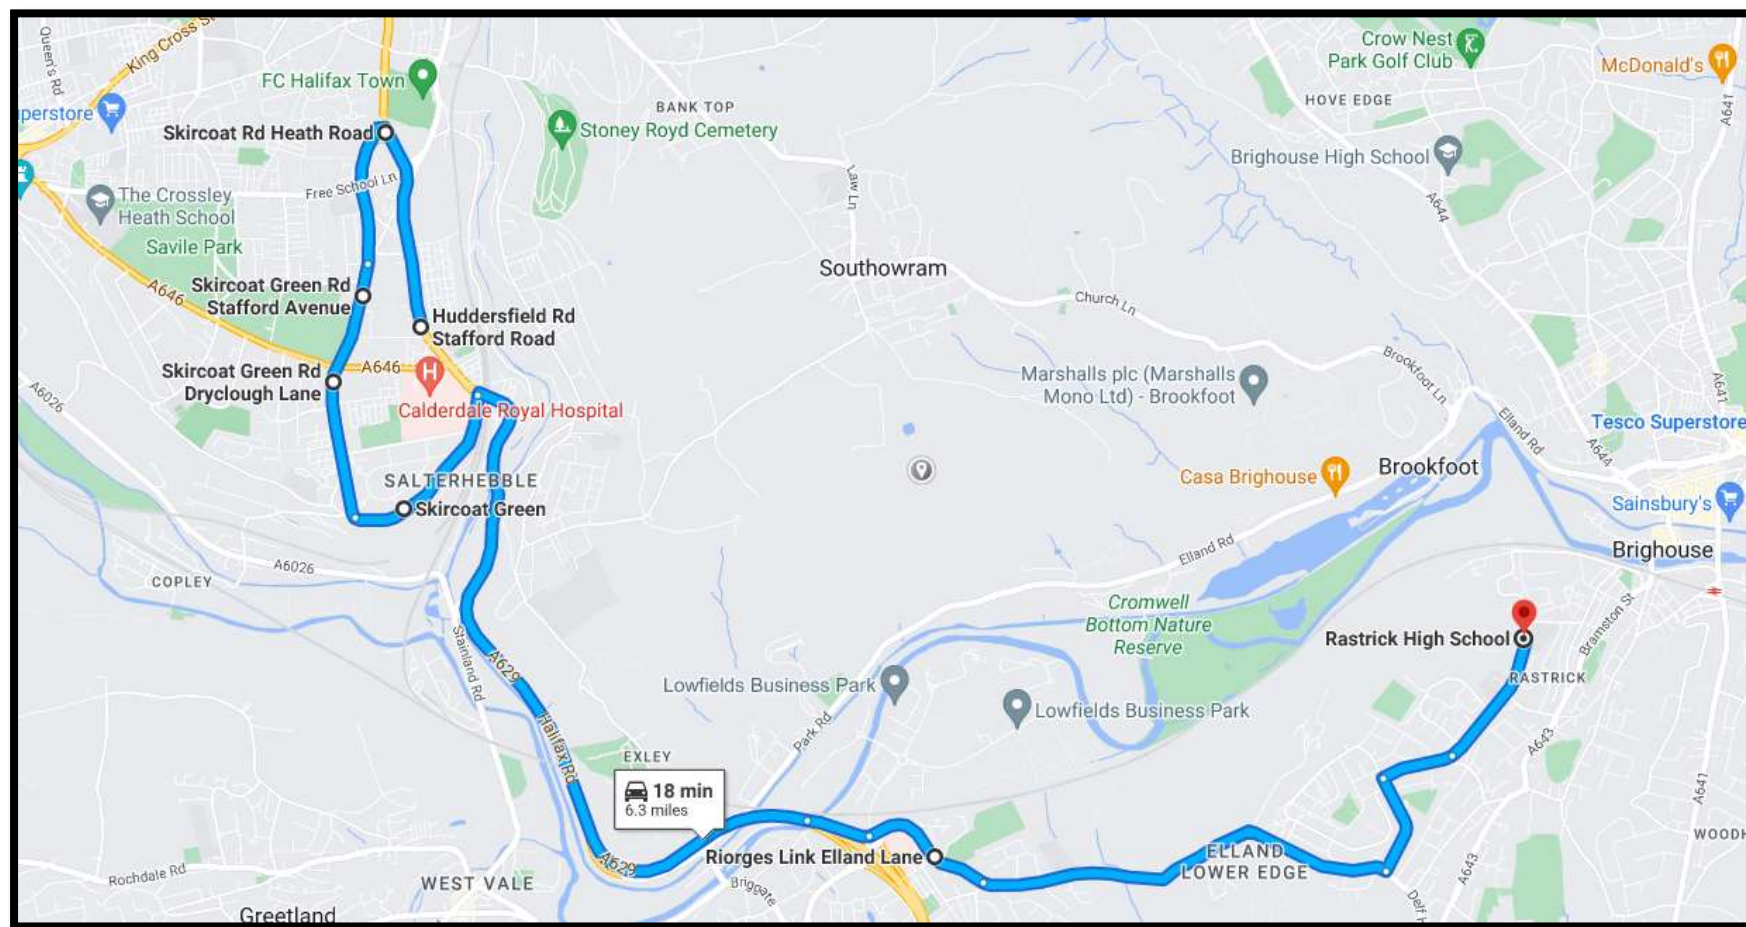 Queen's Rd
King Cross St
FC Halifax Town
BANK TOP
Crow Nest
Park Golf Club
McDonald's
HOVE EDGE
A641
perstore
Skircoat Rd Heath Road
Stoney Royd Cemetery
Brighouse High School
Law Ln
Free School Ln
The Crossley
Heath School
A644
Savile Park
Southowram
Church Ln
A646
Skircoat Green Rd
Stafford Avenue
Huddersfield Rd
Stafford Road
Brookfoot Ln
A6026
Skircoat Green Rd
Dryclough Lane
A646
H
Calderdale Royal Hospital
Marshalls plc (Marshalls
Mono Ltd) - Brookfoot
A641
Elland Rd
Tesco Superstore
A644
SALTERHEBBLE
Skircoat Green
Casa Brighouse
Brookfoot
Sainsbury's
Elland Rd
Brighouse
A6026
COPLEY
Cromwell
Bottom Nature
Reserve
Bramston St
Rastrick High School
Stainland Rd
A629
Lowfields Business Park
RASTRICK
Lowfields Business Park
Park Rd
Halifax Rd
A643
EXLEY
18 min
6.3 miles
A641
WOODH
A629
Riorges Link Elland Lane
ELLAND
LOWER EDGE
A643
Rochdale Rd
WEST VALE
Briggate
Delf H
Greetland